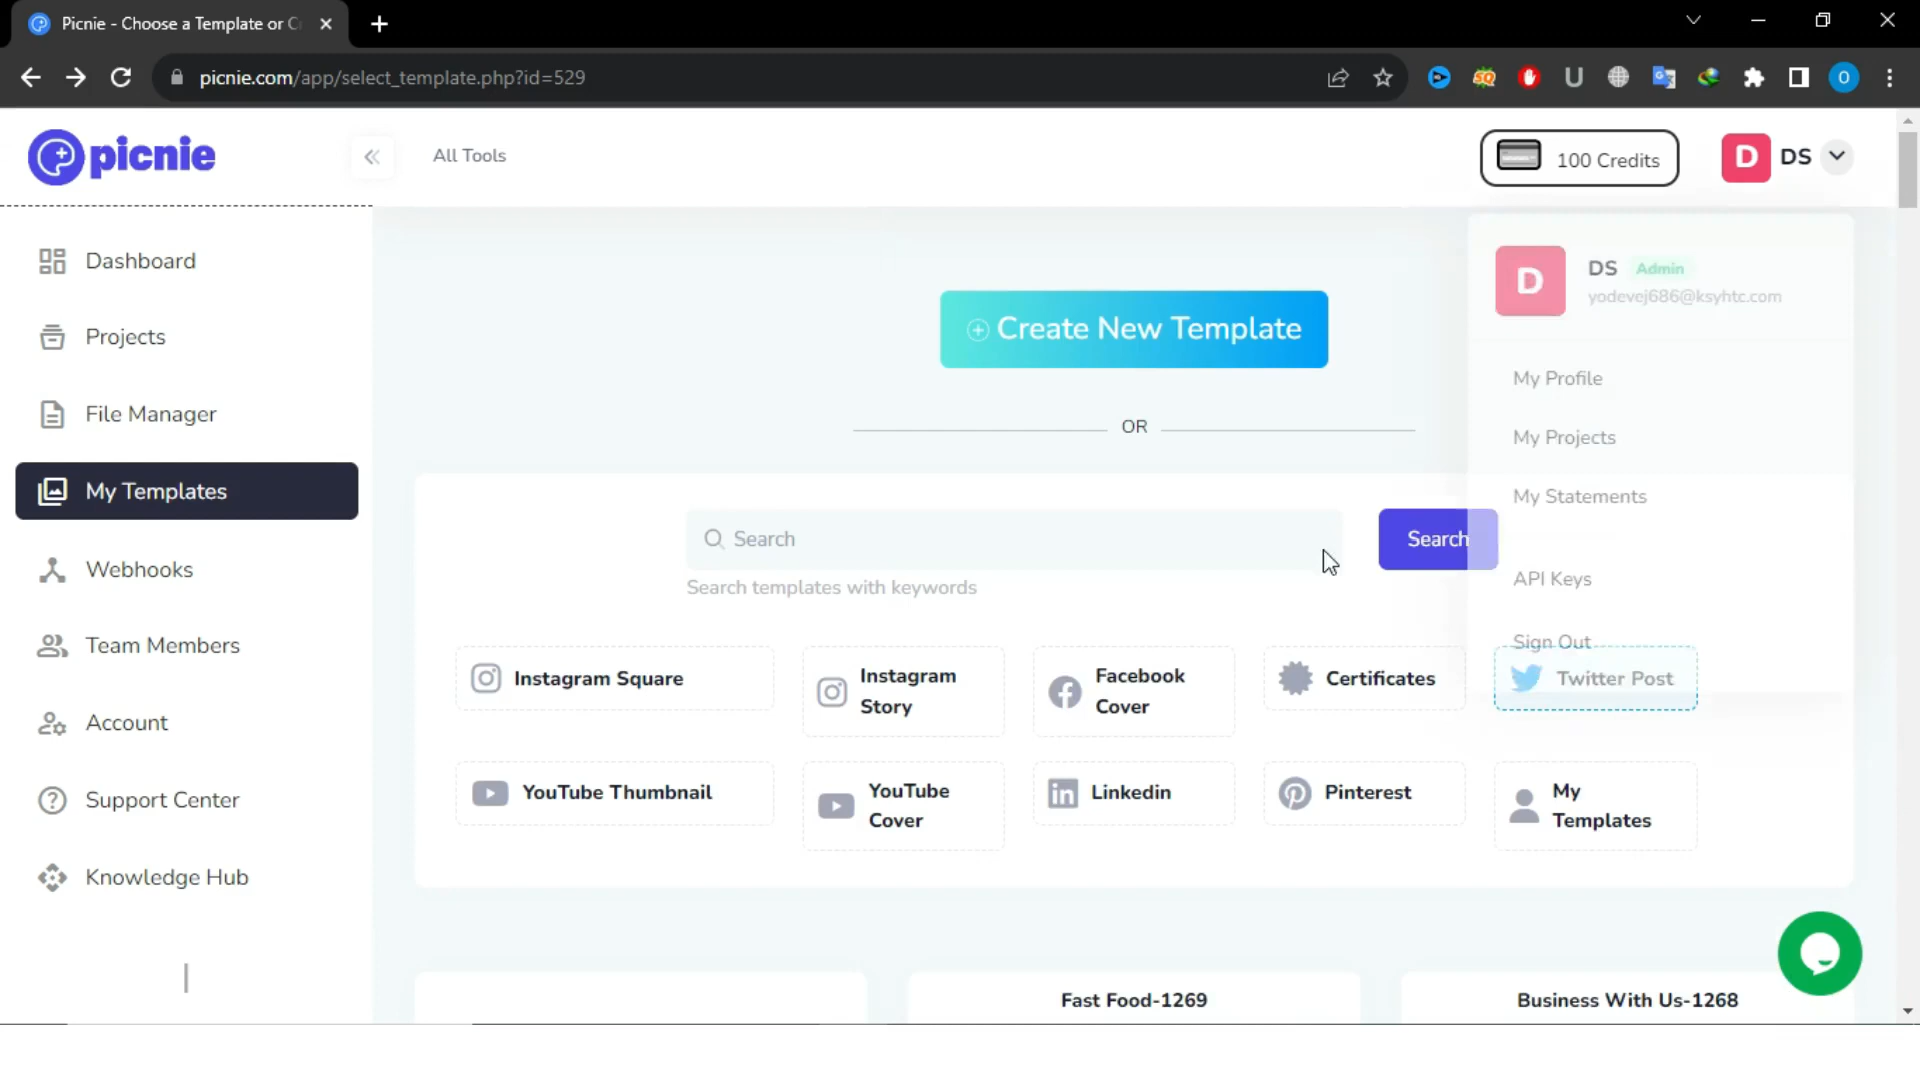 Picnie - Choose a Template or C
picnie.com/app/select_template.php?id=529
picnie
All Tools
100 Credits
D
DS
Dashboard
Projects
File Manager
My Templates
Webhooks
Team Members
Account
Support Center
Knowledge Hub
Create New Template
OR
Search
Search
Search templates with keywords
D
DS Admin
yodevej686@ksyhtc.com
My Profile
My Projects
My Statements
API Keys
Sign Out
Instagram Square
Instagram
Story
Facebook
Cover
Certificates
Twitter Post
YouTube Thumbnail
YouTube
Cover
Linkedin
Pinterest
My
Templates
Fast Food-1269
Business With Us-1268